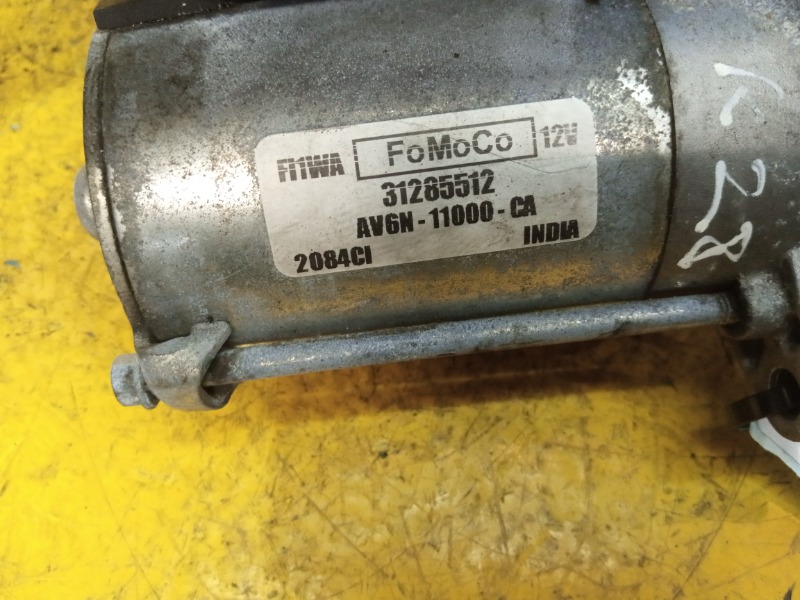 FI1WA FoMoCo 12V
31285512
AV6N-11000-CA
2084CI INDIA